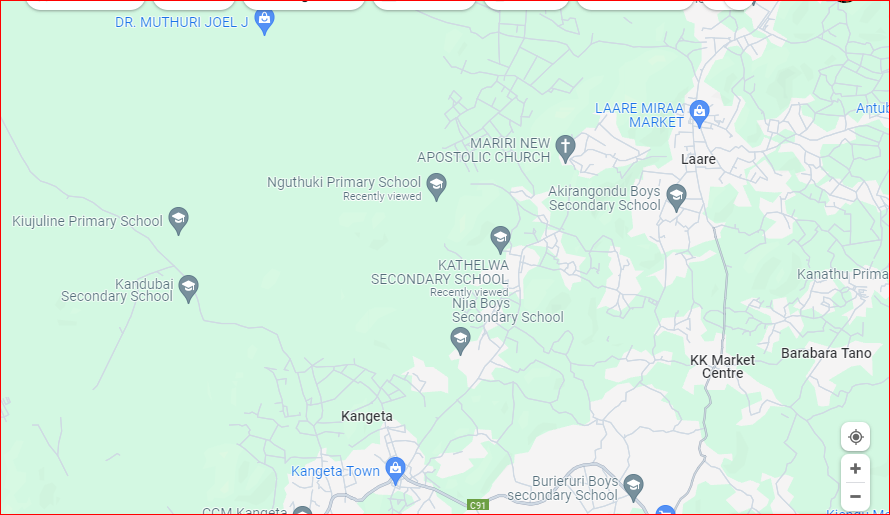 DR. MUTHURI JOEL J
LAARE MIRAA
MARKET
Antub
MARIRI NEW
APOSTOLIC CHURCH
Laare
Nguthuki Primary School
Recently viewed
Akirangondu Boys
Secondary School
Kiujuline Primary School
KATHELWA
SECONDARY SCHOOL
Recently viewed
Kanathu Prima
Kandubai
Secondary School
Njia Boys
Secondary School
KK Market
Centre
Barabara Tano
Kangeta
Kangeta Town
Burieruri Boys
secondary School
C91
CCM Kangeta